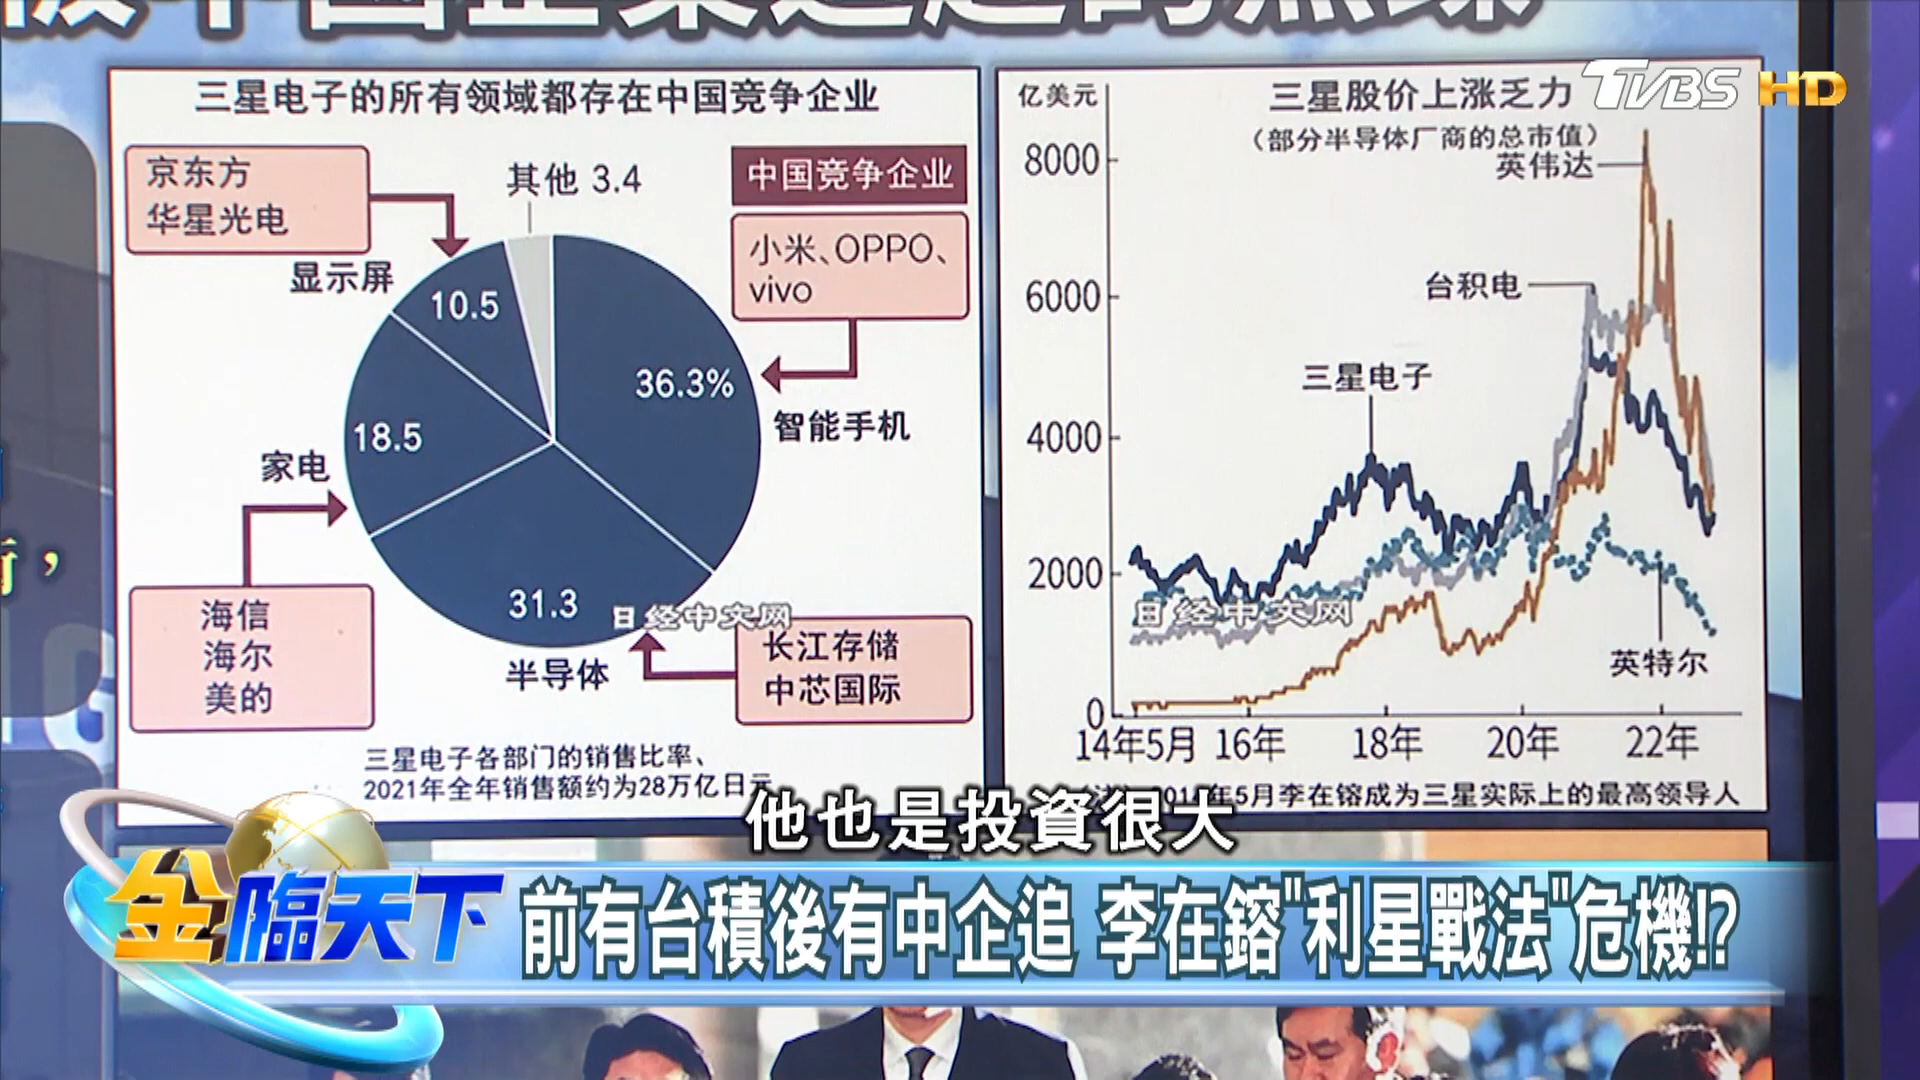 中国企业追赶的焦躁
TVBS HD
三星电子的所有领域都存在中国竞争企业
京东方
华星光电
其他 3.4
中国竞争企业
小米、OPPO、
vivo
显示屏
10.5
36.3%
智能手机
18.5
家电
海信
海尔
美的
31.3
半导体
日经中文网
长江存储
中芯国际
三星电子各部门的销售比率、
2021年全年销售额约为28万亿日元
亿美元
三星股价上涨乏力
（部分半导体厂商的总市值）
8000
6000
4000
2000
0
英伟达
台积电
三星电子
英特尔
日经中文网
14年5月 16年 18年 20年 22年
年5月李在镕成为三星实际上的最高领导人
他也是投資很大
金臨天下
前有台積後有中企追 李在鎔"利星戰法"危機!?